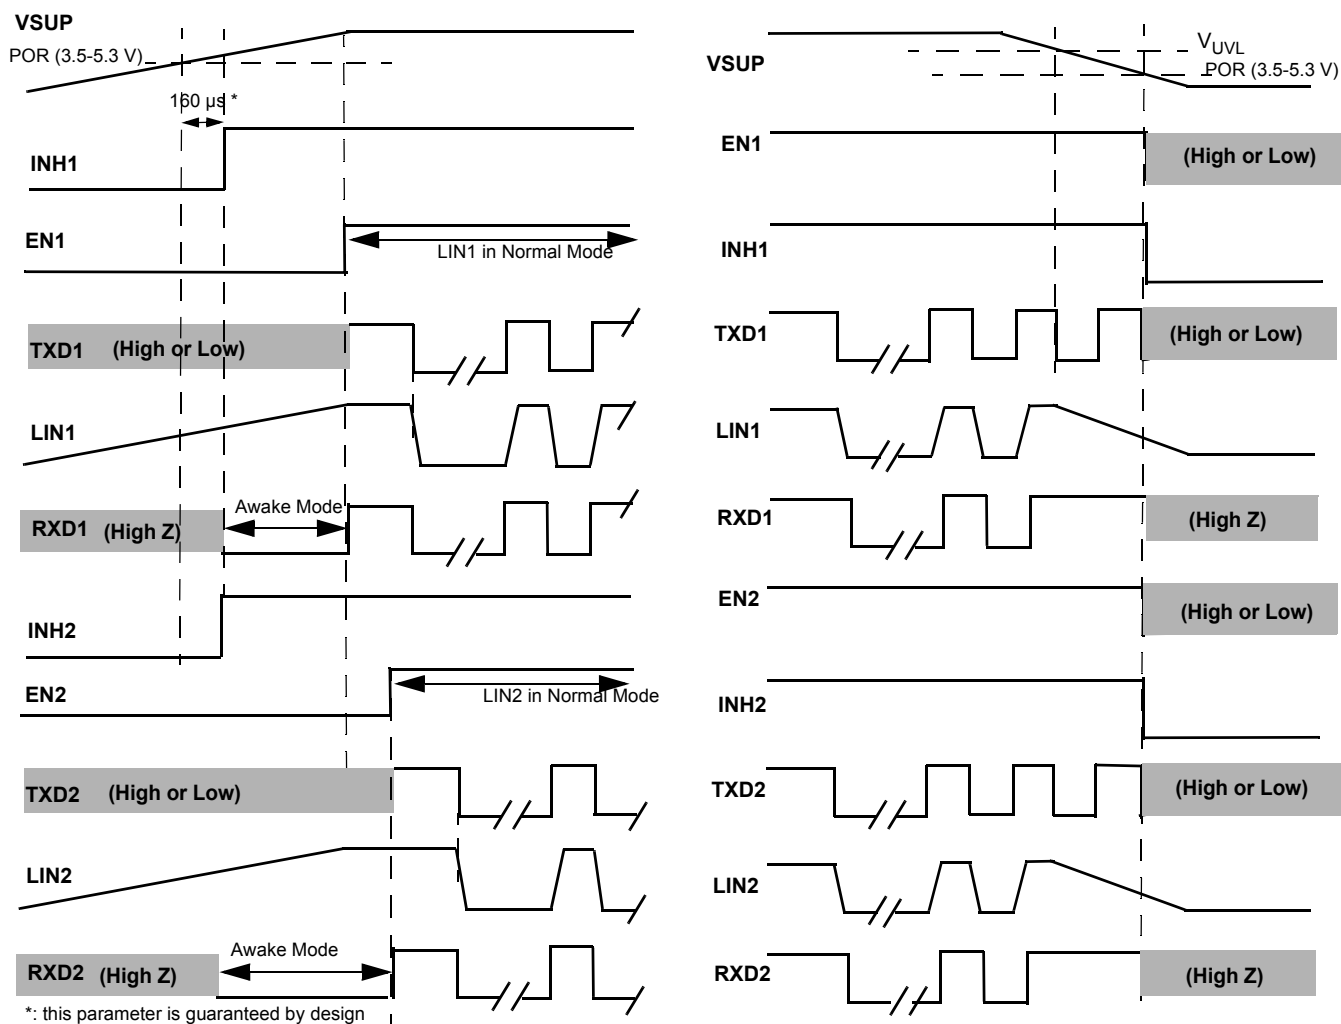 VSUP
POR (3.5-5.3 V)
160 µs *
INH1
EN1
LIN1 in Normal Mode
TXD1 (High or Low)
LIN1
Awake Mode
RXD1 (High Z)
INH2
EN2
LIN2 in Normal Mode
TXD2 (High or Low)
LIN2
Awake Mode
RXD2 (High Z)
*: this parameter is guaranteed by design
VUVL
VSUP
POR (3.5-5.3 V)
EN1
(High or Low)
INH1
TXD1
(High or Low)
LIN1
RXD1
(High Z)
EN2
(High or Low)
INH2
TXD2
(High or Low)
LIN2
RXD2
(High Z)